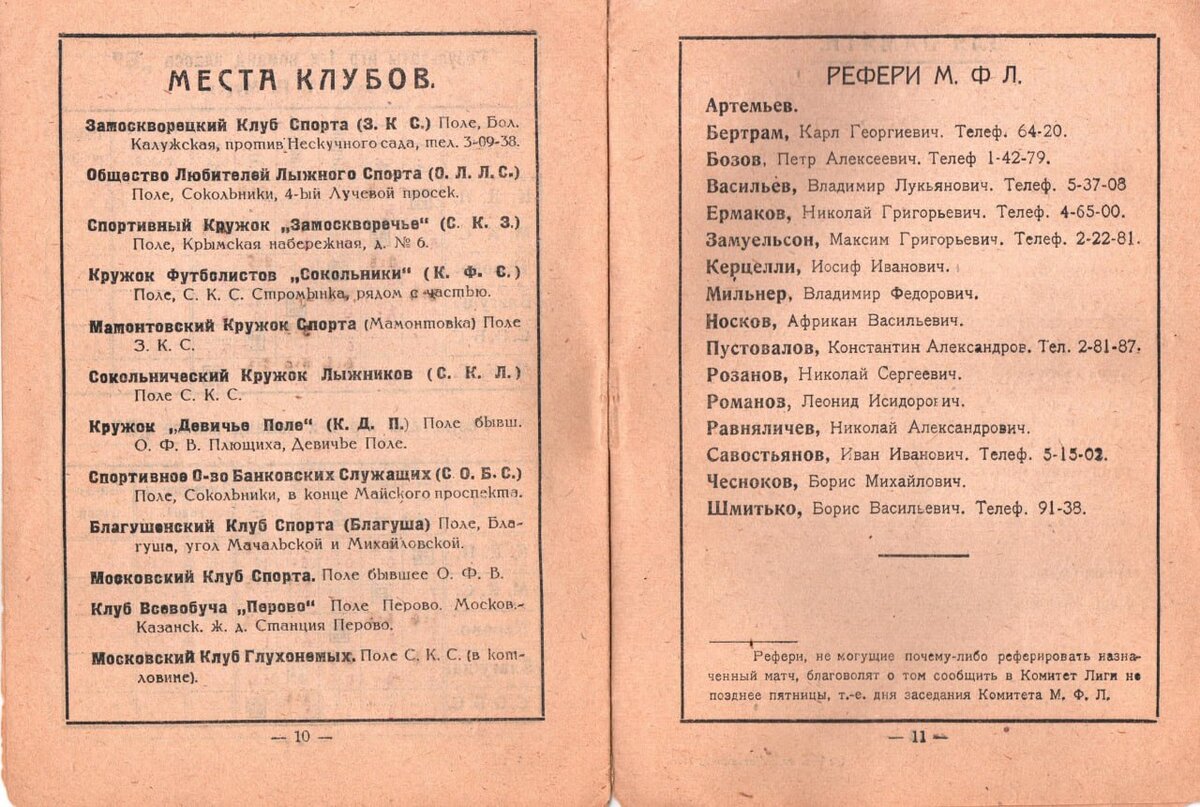 МЕСТА КЛУБОВ.
Замоскворецкий Клуб Спорта (З. К С.) Поле, Бол.
Калужская, против Нескучного сада, тел. 3-09-38.
Общество Любителей Лыжного Спорта (О. Л Л. С.)
Поле, Сокольники, 4-ый Лучевой просек.
Спортивный Кружок „Замоскворечье“ (С. К. З.)
Поле, Крымская набережная, д. № 6.
Кружок Футболистов „Сокольники“ (К. Ф. С.)
Поле, С. К. С. Стромынка, рядом с частью.
Мамонтовский Кружок Спорта (Мамонтовка) Поле
З. К. С.
Сокольнический Кружок Лыжников (С. К. Л.)
Поле С. К. С.
Кружок „Девичье Поле“ (К. Д. П.) Поле бывш.
О. Ф. В. Плющиха, Девичье Поле.
Спортивное О-во Банковских Служащих (С О. Б. С.)
Поле, Сокольники, в конце Майского проспекта.
Благушенский Клуб Спорта (Благуша) Поле, Бла-
гуша, угол Мачальской и Михайловской.
Московский Клуб Спорта. Поле бывшее О. Ф. В.
Клуб Всевобуча „Перово“ Поле Перово. Москов.-
Казанск. ж. д. Станция Перово.
Московский Клуб Глухонемых. Поле С. К. С. (в кот-
ловине).
— 10 —
РЕФЕРИ М. Ф Л.
Артемьев.
Бертрам, Карл Георгиевич. Телеф. 64-20.
Бозов, Петр Алексеевич. Телеф 1-42-79.
Васильев, Владимир Лукьянович. Телеф. 5-37-08
Ермаков, Николай Григорьевич. Телеф. 4-65-00.
Замуельсон, Максим Григорьевич. Телеф. 2-22-81.
Керцелли, Иосиф Иванович.
Мильнер, Владимир Федорович.
Носков, Африкан Васильевич.
Пустовалов, Константин Александров. Тел. 2-81-87.
Розанов, Николай Сергеевич.
Романоз, Леонид Исидорович.
Равняличев, Николай Александрович.
Савостьянов, Иван Иванович. Телеф. 5-15-02.
Чесноков, Борис Михайлович.
Шмитько, Борис Васильевич. Телеф. 91-38.
Рефери, не могущие почему-либо реферировать назна-
ченный матч, благоволят о том сообщить в Комитет Лиги не
позднее пятницы, т.-е. дня заседания Комитета М. Ф Л.
— 11 —